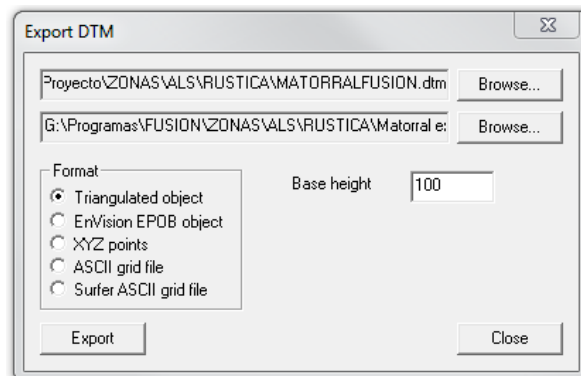 Export DTM
Proyecto\ZONAS\ALS\RUSTICA\MATORRALFUSION.dtm
Browse...
G:\Programas\FUSION\ZONAS\ALS\RUSTICA\Matorral e
Browse...
Format
Triangulated object
EnVision EPOB object
XYZ points
ASCII grid file
Surfer ASCII grid file
Base height
100
Export
Close